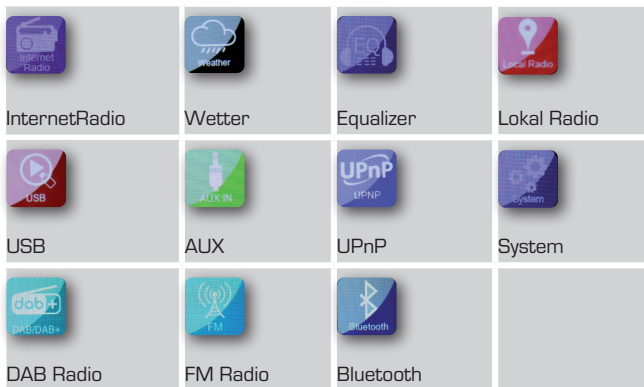 Internet
Radio
Weather
EQ
Local Radio
InternetRadio
Wetter
Equalizer
Lokal Radio
USB
AUX IN
UPnP
UPNP
System
USB
AUX
UPnP
System
dab+
DAB/DAB+
FM
Bluetooth
DAB Radio
FM Radio
Bluetooth